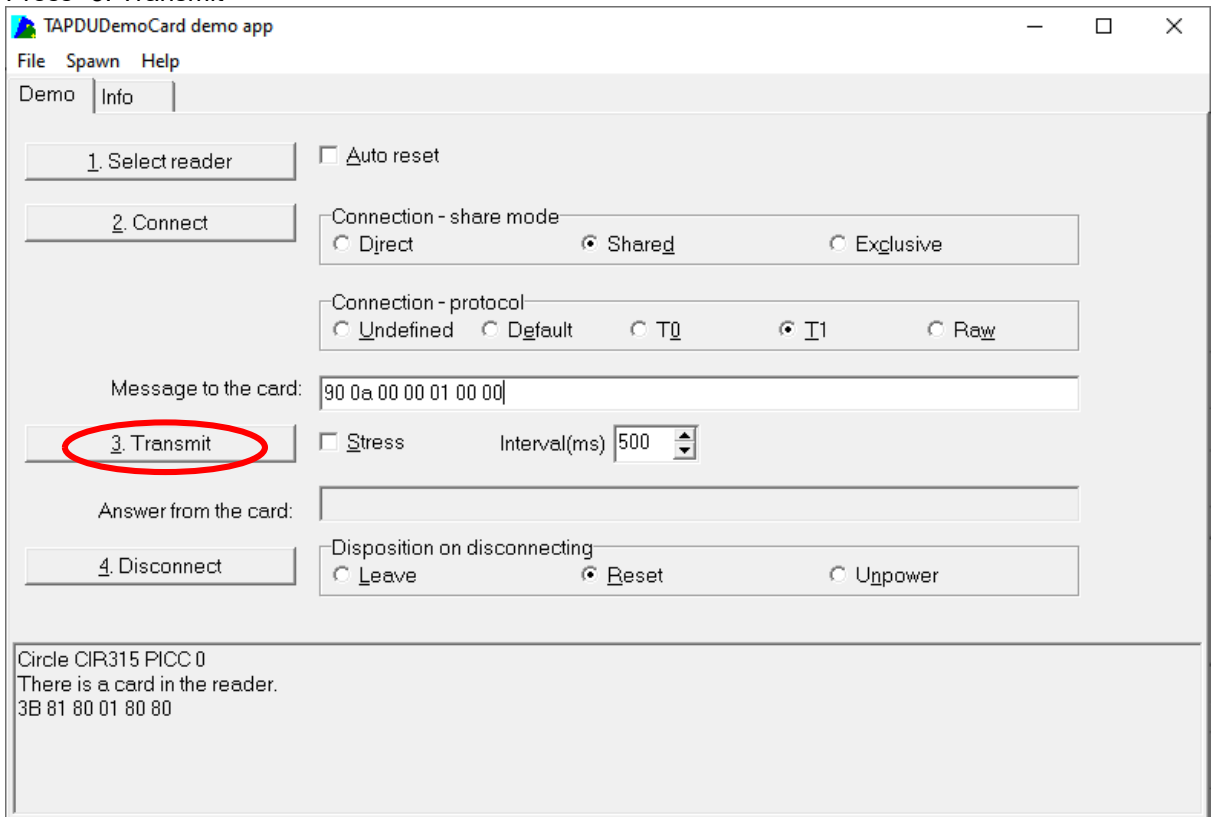 Press "3. Transmit"
TAPDUDemoCard demo app
File Spawn Help
Demo Info
1. Select reader Auto reset
2. Connect Connection - share mode
Direct Shared Exclusive
Connection - protocol
Undefined Default T0 T1 Raw
Message to the card: 90 0a 00 00 01 00 00
3. Transmit Stress Interval(ms) 500
Answer from the card:
4. Disconnect Disposition on disconnecting
Leave Reset Unpower
Circle CIR315 PICC 0
There is a card in the reader.
3B 81 80 01 80 80